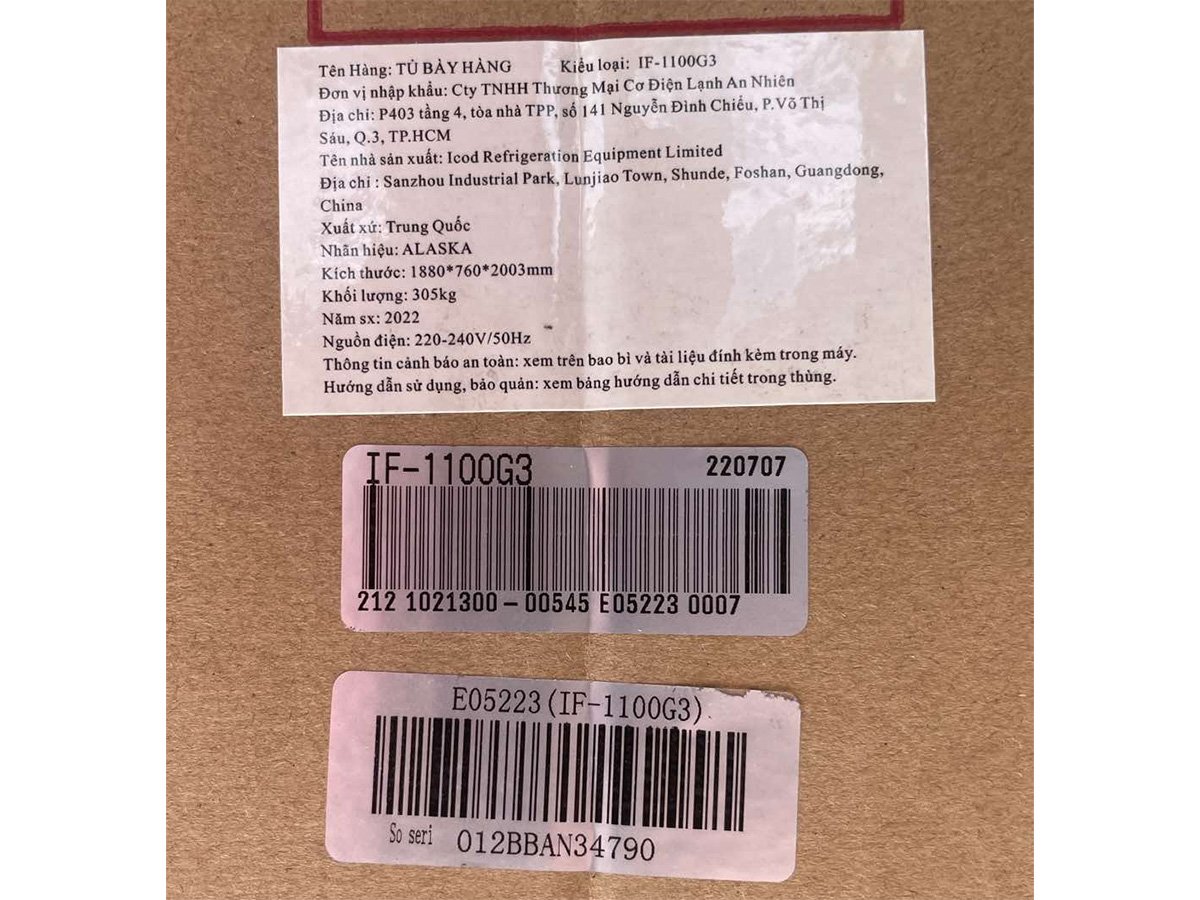 Tên Hàng: TỦ BÀY HÀNG Kiểu loại: IF-1100G3
Đơn vị nhập khẩu: Cty TNHH Thương Mại Cơ Điện Lạnh An Nhiên
Địa chỉ: P403 tầng 4, tòa nhà TPP, số 141 Nguyễn Đình Chiểu, P.Võ Thị
Sáu, Q.3, TP.HCM
Tên nhà sản xuất: Icod Refrigeration Equipment Limited
Địa chỉ : Sanzhou Industrial Park, Lunjiao Town, Shunde, Foshan, Guangdong,
China
Xuất xứ: Trung Quốc
Nhãn hiệu: ALASKA
Kích thước: 1880*760*2003mm
Khối lượng: 305kg
Năm sx: 2022
Nguồn điện: 220-240V/50Hz
Thông tin cảnh báo an toàn: xem trên bao bì và tài liệu đính kèm trong máy.
Hướng dẫn sử dụng, bảo quản: xem bảng hướng dẫn chi tiết trong thùng.
IF-1100G3 220707
212 1021300-00545 E05223 0007
E05223(IF-1100G3)
So seri 012BBAN34790